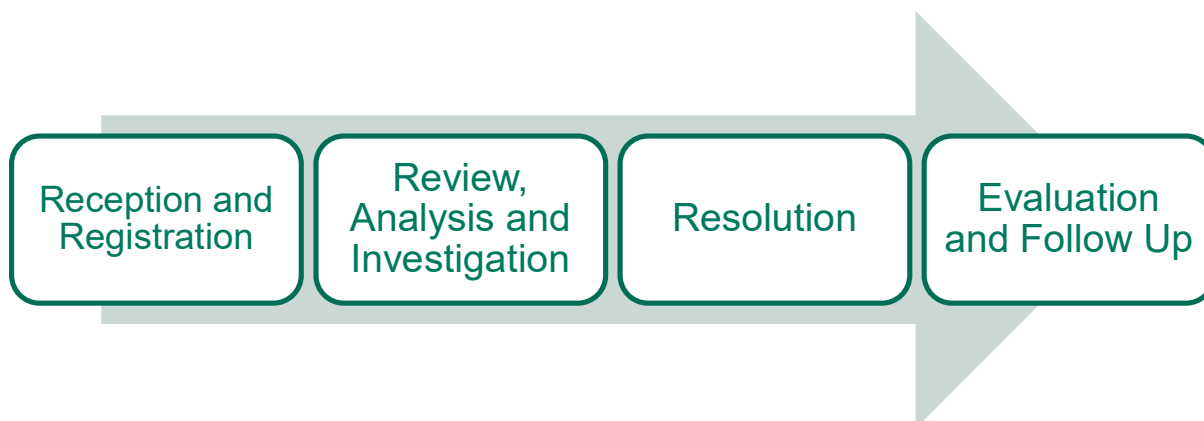 Reception and
Registration
Review,
Analysis and
Investigation
Resolution
Evaluation
and Follow Up